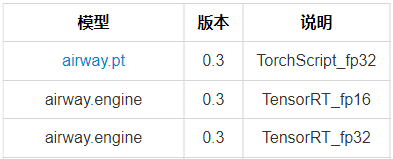 模型 版本 说明
airway.pt 0.3 TorchScript_fp32
airway.engine 0.3 TensorRT_fp16
airway.engine 0.3 TensorRT_fp32